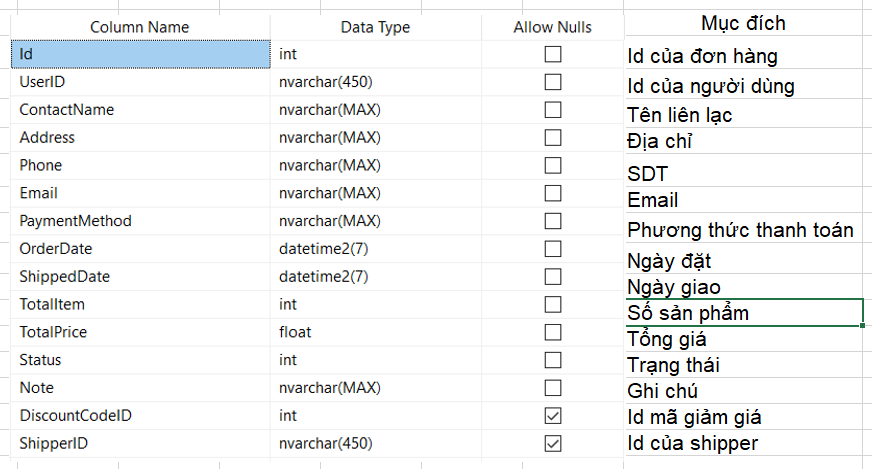 Column Name Data Type Allow Nulls Mục đích
Id int Id của đơn hàng
UserID nvarchar(450) Id của người dùng
ContactName nvarchar(MAX) Tên liên lạc
Address nvarchar(MAX) Địa chỉ
Phone nvarchar(MAX) SDT
Email nvarchar(MAX) Email
PaymentMethod nvarchar(MAX) Phương thức thanh toán
OrderDate datetime2(7) Ngày đặt
ShippedDate datetime2(7) Ngày giao
TotalItem int Số sản phẩm
TotalPrice float Tổng giá
Status int Trạng thái
Note nvarchar(MAX) Ghi chú
DiscountCodeID int Id mã giảm giá
ShipperID nvarchar(450) Id của shipper